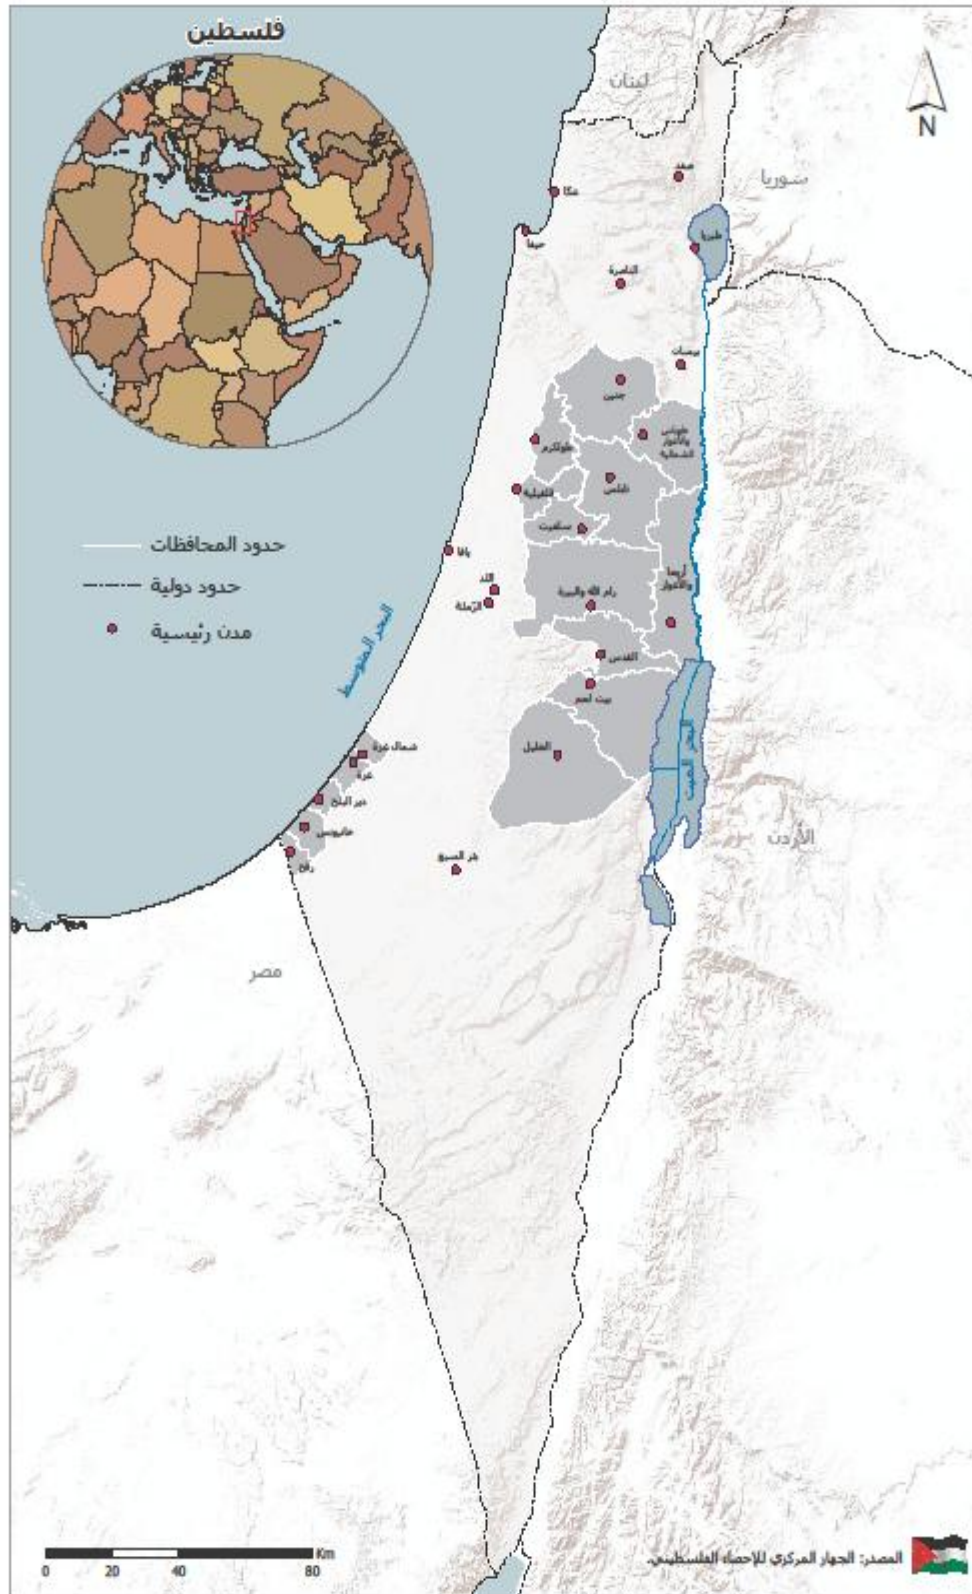 فلسطين
N
لبنان
سوريا
صفد
عكا
حيفا
طبريا
الناصرة
بيسان
جنين
طوباس
والأغوار
الشمالية
طولكرم
نابلس
قلقيلية
سلفيت
حدود المحافظات
حدود دولية
مدن رئيسية
يافا
اللد
الرملة
رام الله والبيرة
أريحا
والأغوار
القدس
بيت لحم
البحر المتوسط
الخليل
البحر الميت
شمال غزة
غزة
دير البلح
خانيونس
رفح
بئر السبع
الأردن
مصر
Km
0 20 40 80
المصدر: الجهاز المركزي للإحصاء الفلسطيني.